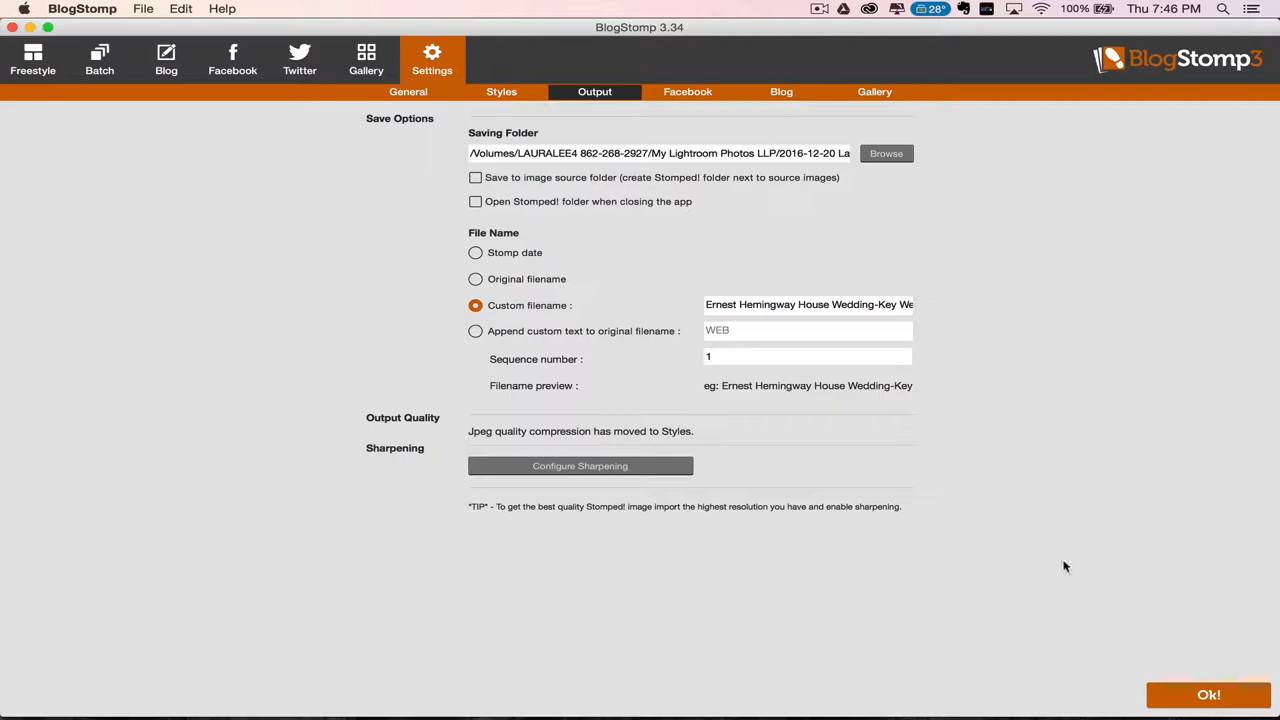 BlogStomp File Edit Help 28° 100% Thu 7:46 PM
BlogStomp 3.34
Freestyle Batch Blog Facebook Twitter Gallery Settings BlogStomp3
General Styles Output Facebook Blog Gallery
Save Options
Saving Folder
/Volumes/LAURALEE4 862-268-2927/My Lightroom Photos LLP/2016-12-20 La Browse
Save to image source folder (create Stomped! folder next to source images)
Open Stomped! folder when closing the app
File Name
Stomp date
Original filename
Custom filename : Ernest Hemingway House Wedding-Key We
Append custom text to original filename : WEB
Sequence number : 1
Filename preview : eg: Ernest Hemingway House Wedding-Key
Output Quality
Jpeg quality compression has moved to Styles.
Sharpening
Configure Sharpening
*TIP* - To get the best quality Stomped! image import the highest resolution you have and enable sharpening.
Ok!